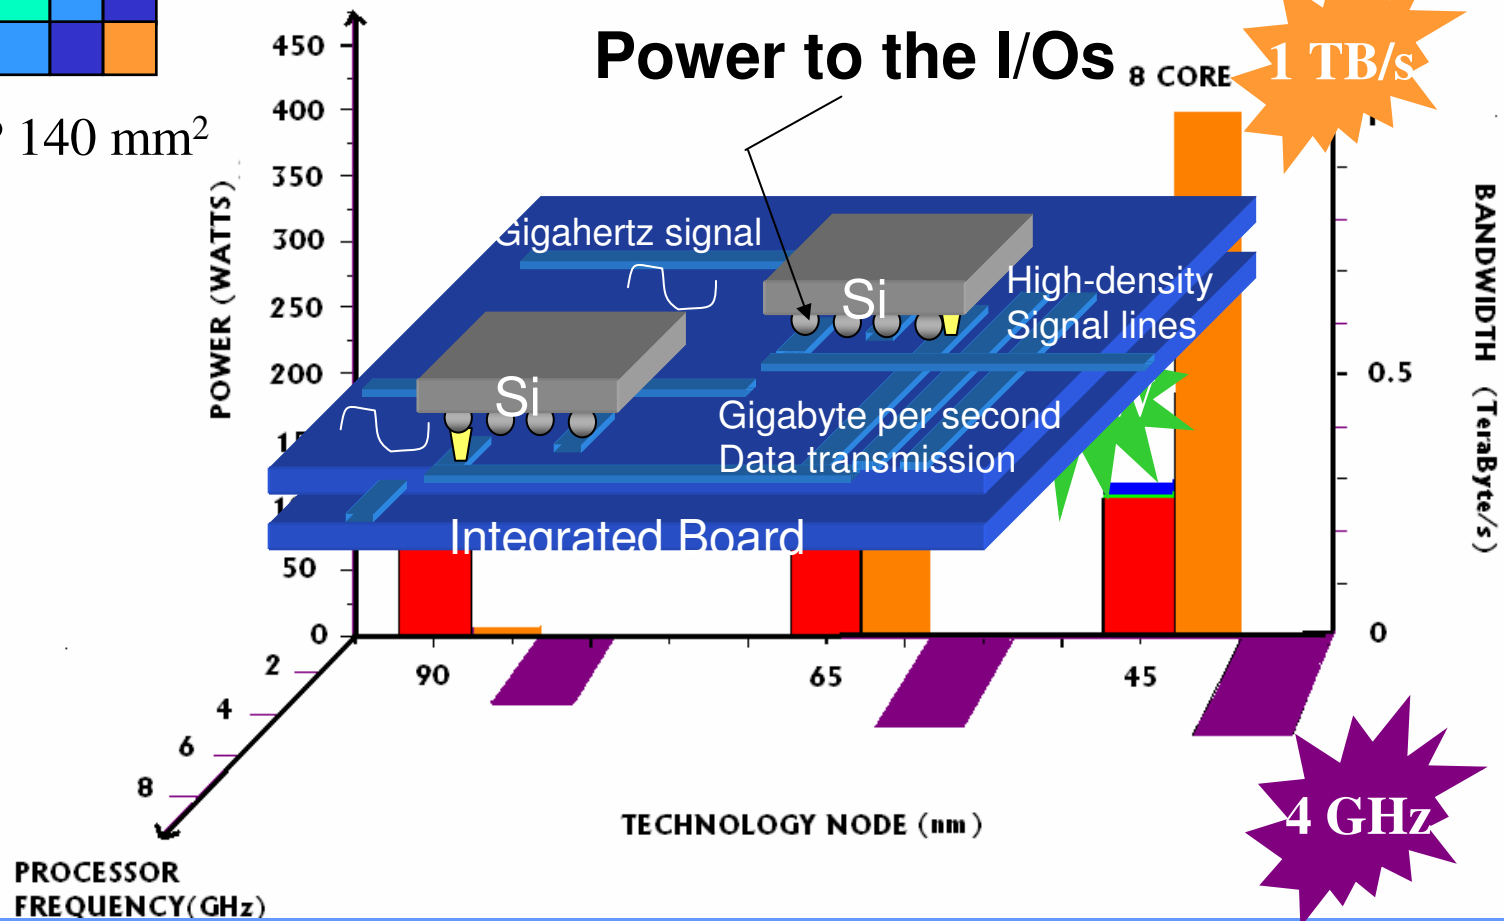 Power to the I/Os
8 CORE
1 TB/s
140 mm²
450
400
350
300
250
200
50
0
POWER (WATTS)
Gigahertz signal
Si
High-density
Signal lines
Si
Gigabyte per second
Data transmission
Integrated Board
0.5
0
BANDWIDTH (TeraByte/s)
2
4
6
8
90
65
45
TECHNOLOGY NODE (nm)
4 GHz
PROCESSOR
FREQUENCY(GHz)